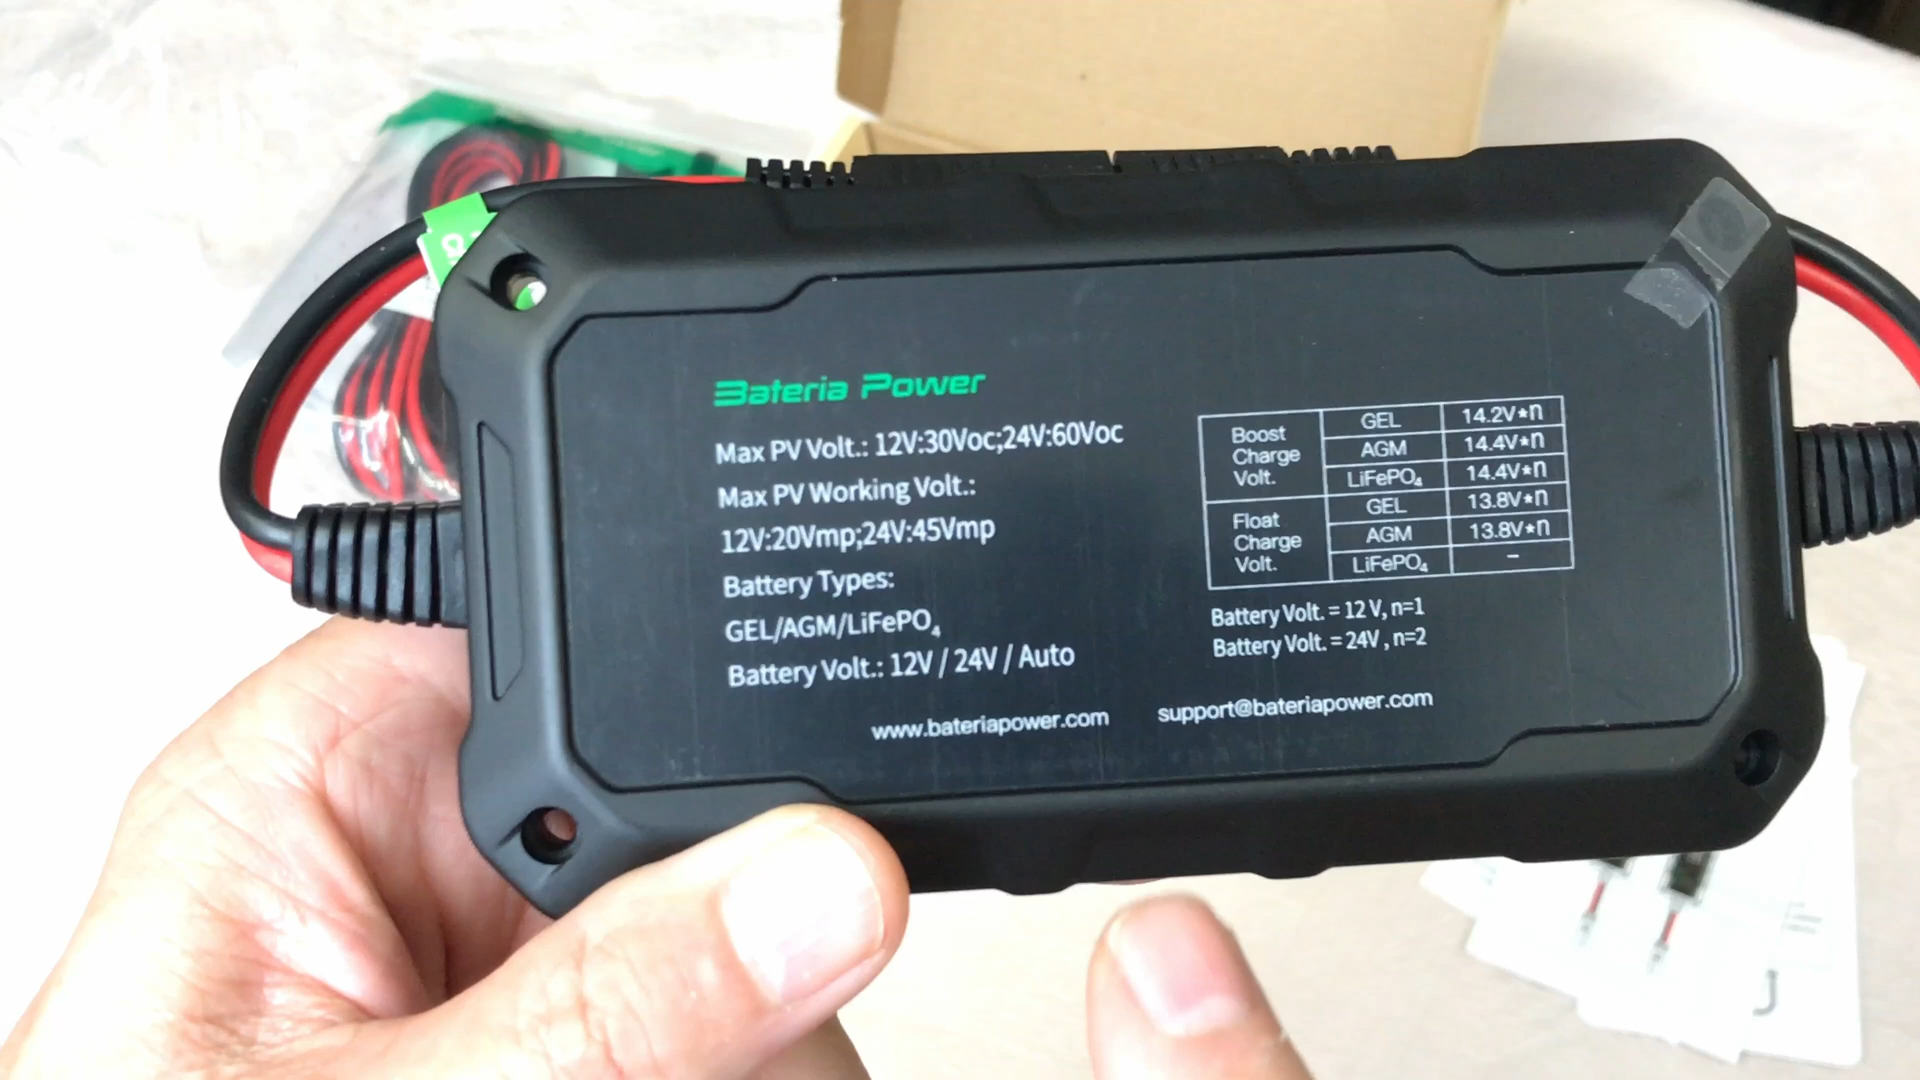 Bateria Power
Max PV Volt.: 12V:30Voc;24V:60Voc
Max PV Working Volt.:
12V:20Vmp;24V:45Vmp
Battery Types:
GEL/AGM/LiFePO₄
Battery Volt.: 12V / 24V / Auto
Boost Charge Volt.
GEL 14.2V*n
AGM 14.4V*n
LiFePO₄ 14.4V*n
Float Charge Volt.
GEL 13.8V*n
AGM 13.8V*n
LiFePO₄ –
Battery Volt. = 12 V, n=1
Battery Volt. = 24V , n=2
www.bateriapower.com support@bateriapower.com